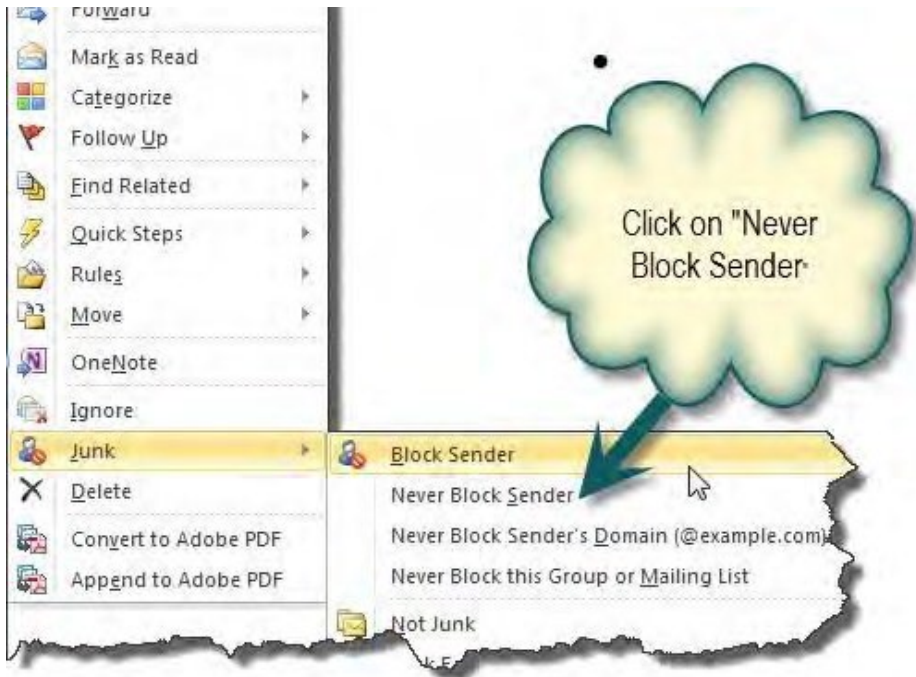 Forward
Mark as Read
Categorize
Follow Up
Find Related
Quick Steps
Rules
Move
OneNote
Ignore
Junk
Delete
Convert to Adobe PDF
Append to Adobe PDF
Click on "Never
Block Sender"
Block Sender
Never Block Sender
Never Block Sender's Domain (@example.com)
Never Block this Group or Mailing List
Not Junk